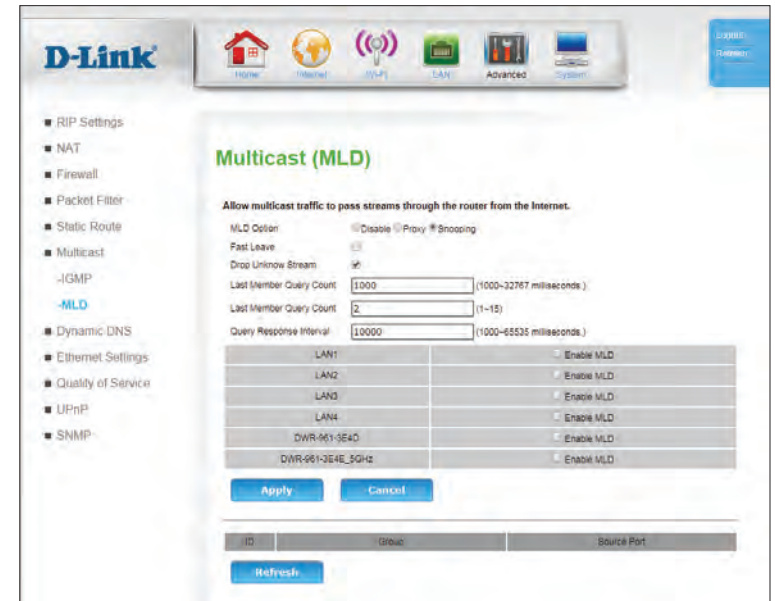 D-Link
Home
Internet
Wi-Fi
LAN
Advanced
System
Logout
Refresh
RIP Settings
NAT
Firewall
Packet Filter
Static Route
Multicast
-IGMP
-MLD
Dynamic DNS
Ethernet Settings
Quality of Service
UPnP
SNMP
Multicast (MLD)
Allow multicast traffic to pass streams through the router from the Internet.
MLD Option Disable Proxy Snooping
Fast Leave
Drop Unknow Stream
Last Member Query Count 1000 (1000~32767 milliseconds.)
Last Member Query Count 2 (1~15)
Query Response Interval 10000 (1000~65535 milliseconds.)
LAN1 Enable MLD
LAN2 Enable MLD
LAN3 Enable MLD
LAN4 Enable MLD
DWR-961-3E4D Enable MLD
DWR-961-3E4E_5GHz Enable MLD
Apply Cancel
ID Group Source Port
Refresh